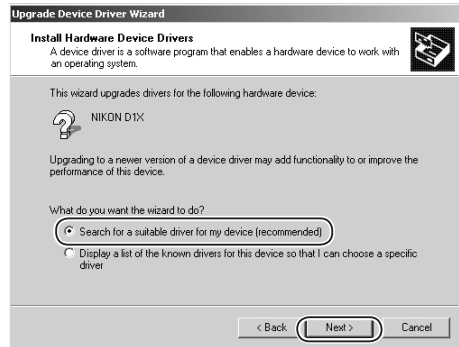 Upgrade Device Driver Wizard
Install Hardware Device Drivers
A device driver is a software program that enables a hardware device to work with
an operating system.
This wizard upgrades drivers for the following hardware device:
NIKON D1X
Upgrading to a newer version of a device driver may add functionality to or improve the
performance of this device.
What do you want the wizard to do?
Search for a suitable driver for my device (recommended)
Display a list of the known drivers for this device so that I can choose a specific
driver
< Back Next > Cancel